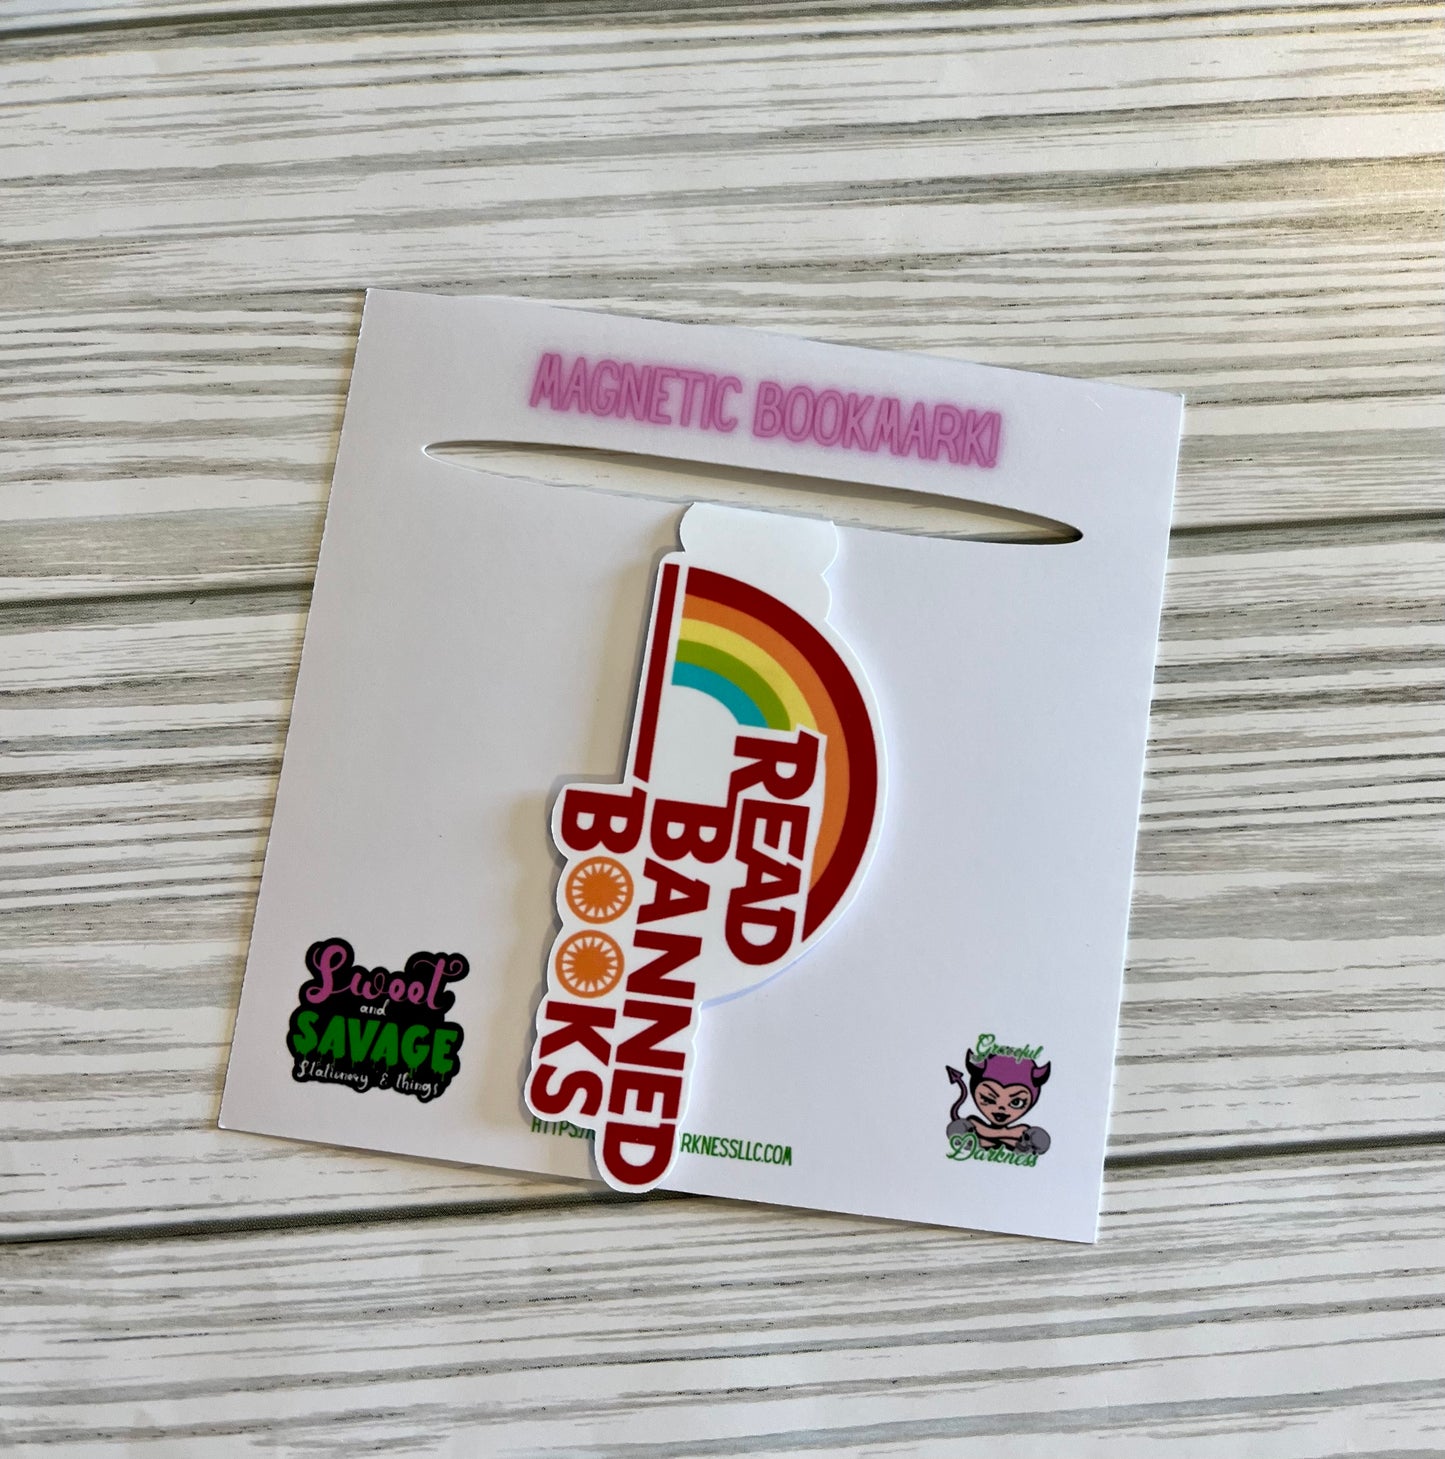 MAGNETIC BOOKMARK!
READ
BANNED
BOOKS
Sweet
and
SAVAGE
Stationery & things
Graceful
Darkness